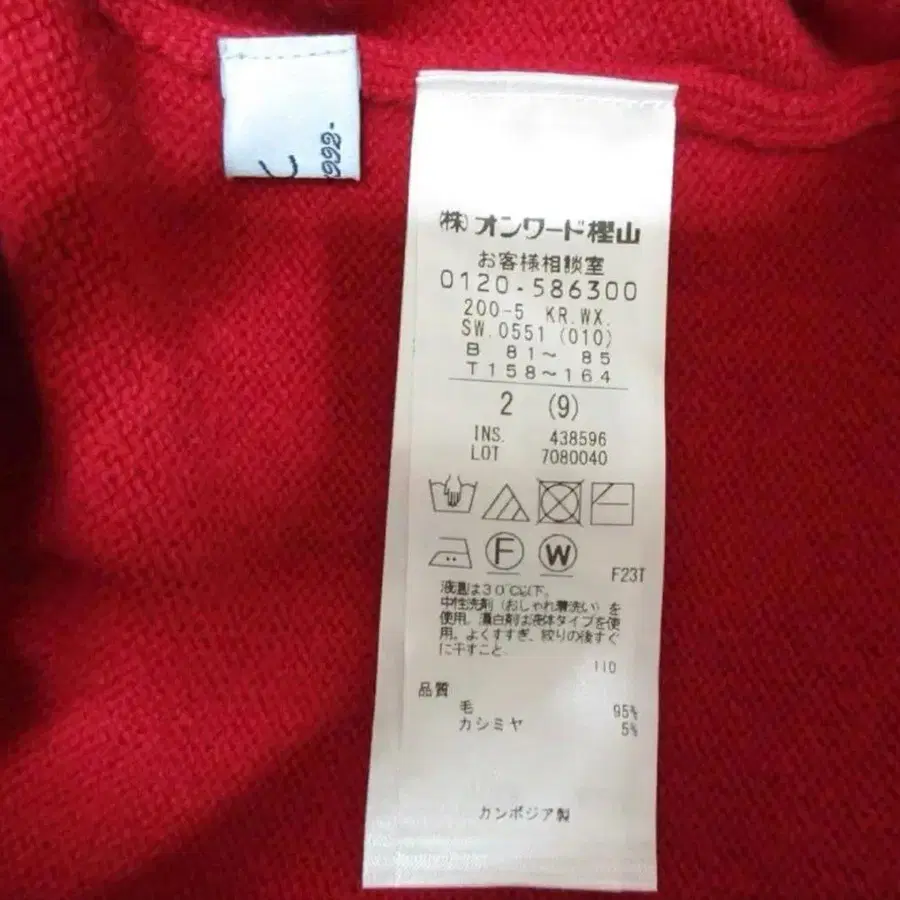 1992-
(株)オンワード樫山
お客様相談室
0120-586300
200-5 KR.WX.
SW.0551 (010)
B 81～ 85
T158～164
2 (9)
INS. 438596
LOT 7080040
F W
F23T
液温は30℃以下。
中性洗剤（おしゃれ着洗い）を
使用。漂白剤は液体タイプを使
用。よくすすぎ、絞りの後すぐ
に干すこと。
110
品質
毛 95%
カシミヤ 5%
カンボジア製